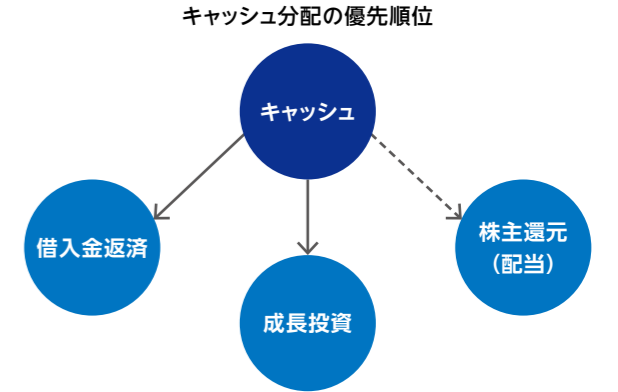 キャッシュ分配の優先順位
キャッシュ
借入金返済
株主還元
（配当）
成長投資